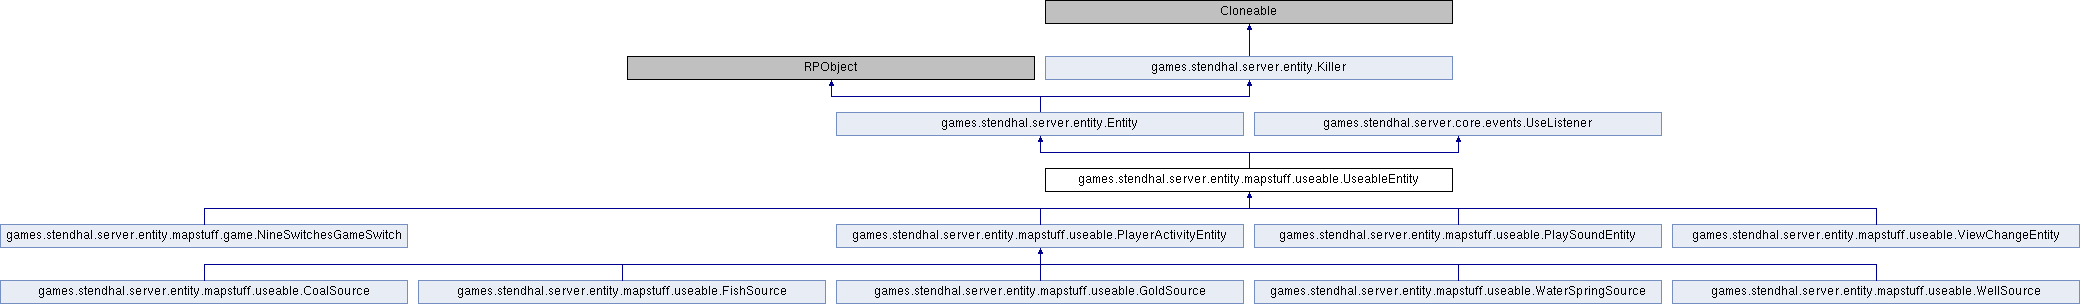 Cloneable
RPObject
games.stendhal.server.entity.Killer
games.stendhal.server.entity.Entity
games.stendhal.server.core.events.UseListener
games.stendhal.server.entity.mapstuff.useable.UseableEntity
games.stendhal.server.entity.mapstuff.game.NineSwitchesGameSwitch
games.stendhal.server.entity.mapstuff.useable.PlayerActivityEntity
games.stendhal.server.entity.mapstuff.useable.PlaySoundEntity
games.stendhal.server.entity.mapstuff.useable.ViewChangeEntity
games.stendhal.server.entity.mapstuff.useable.CoalSource
games.stendhal.server.entity.mapstuff.useable.FishSource
games.stendhal.server.entity.mapstuff.useable.GoldSource
games.stendhal.server.entity.mapstuff.useable.WaterSpringSource
games.stendhal.server.entity.mapstuff.useable.WellSource